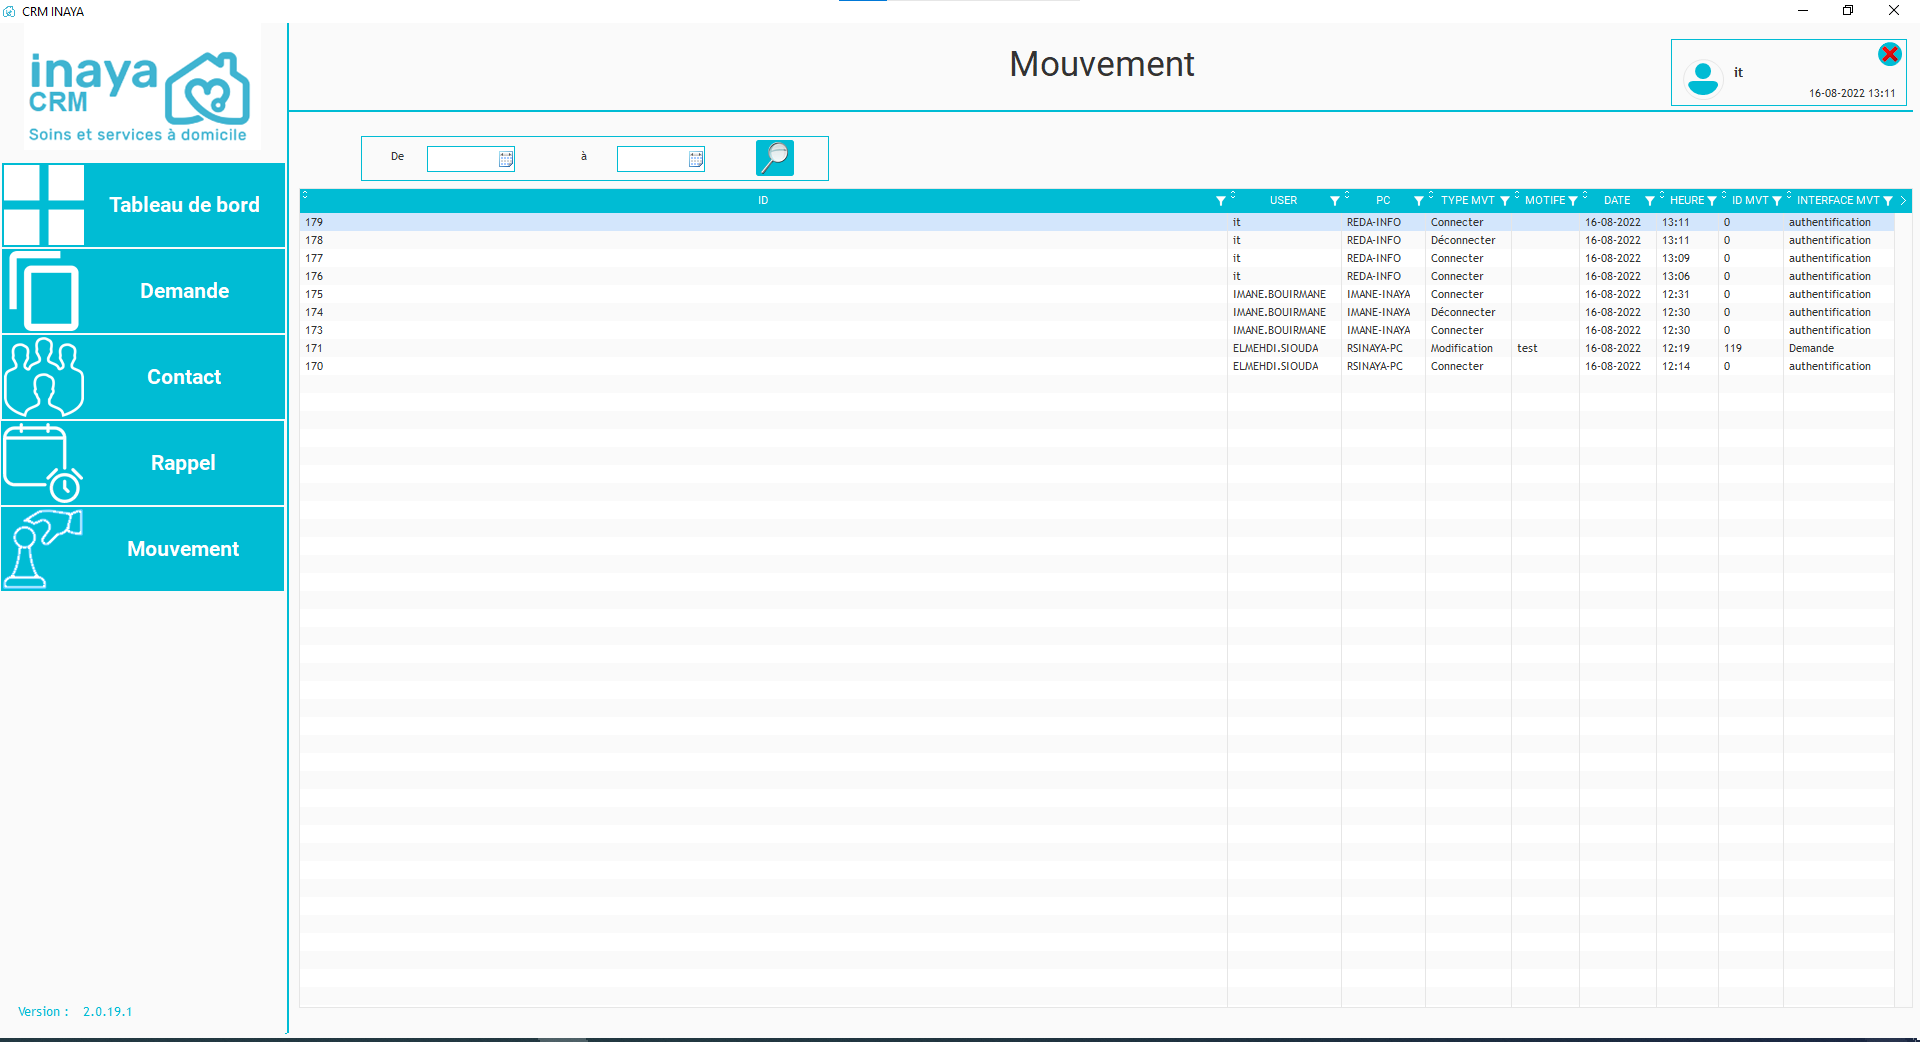 CRM INAYA
inaya
CRM
Soins et services à domicile
Mouvement
it
16-08-2022 13:11
Tableau de bord
Demande
Contact
Rappel
Mouvement
Version : 2.0.19.1
De à
ID USER PC TYPE MVT MOTIFE DATE HEURE ID MVT INTERFACE MVT
179 it REDA-INFO Connecter 16-08-2022 13:11 0 authentification
178 it REDA-INFO Déconnecter 16-08-2022 13:11 0 authentification
177 it REDA-INFO Connecter 16-08-2022 13:09 0 authentification
176 it REDA-INFO Connecter 16-08-2022 13:06 0 authentification
175 IMANE.BOUIRMANE IMANE-INAYA Connecter 16-08-2022 12:31 0 authentification
174 IMANE.BOUIRMANE IMANE-INAYA Déconnecter 16-08-2022 12:30 0 authentification
173 IMANE.BOUIRMANE IMANE-INAYA Connecter 16-08-2022 12:30 0 authentification
171 ELMEHDI.SIOUDA RSINAYA-PC Modification test 16-08-2022 12:19 119 Demande
170 ELMEHDI.SIOUDA RSINAYA-PC Connecter 16-08-2022 12:14 0 authentification